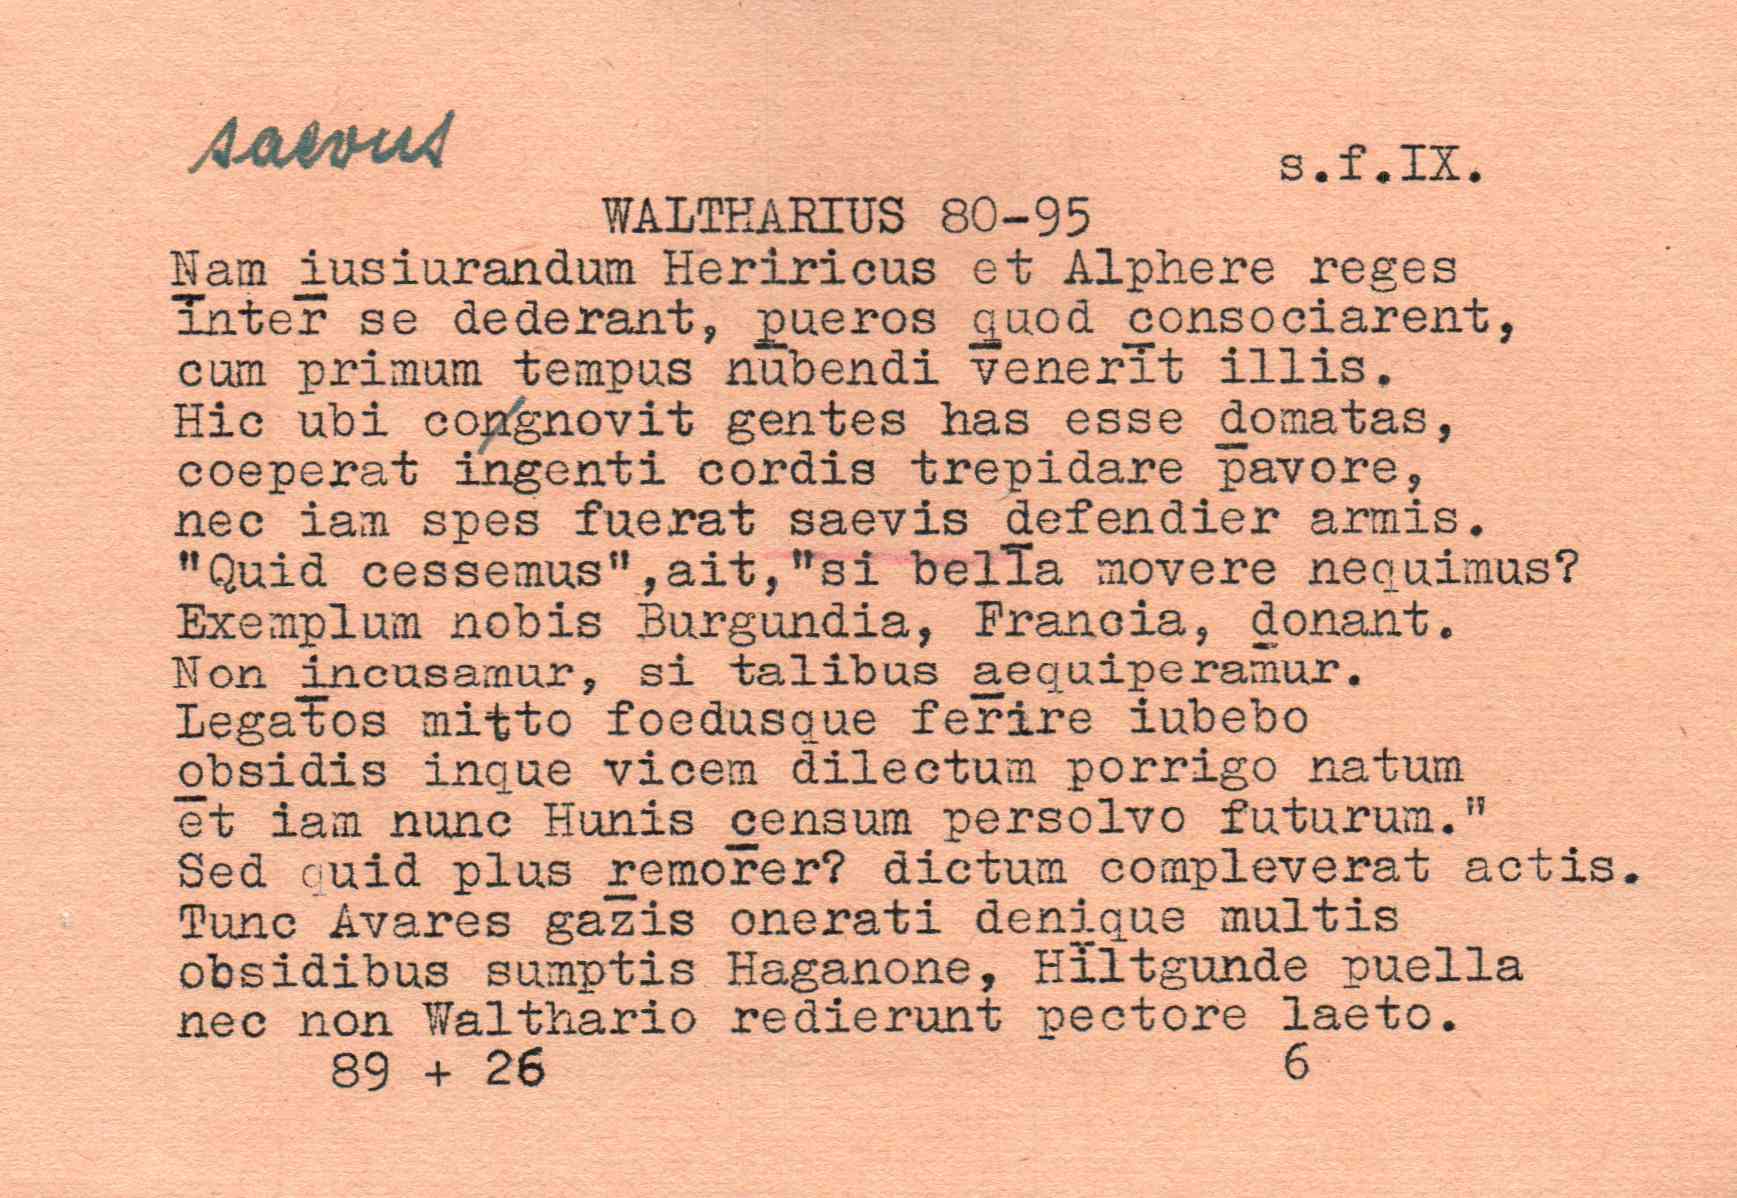 saevus
s.f.IX.
WALTHARIUS 80-95
Nam iusiurandum Heriricus et Alphere reges
inter se dederant, pueros quod consociarent,
cum primum tempus nubendi venerit illis.
Hic ubi congnovit gentes has esse domatas,
coeperat ingenti cordis trepidare pavore,
nec iam spes fuerat saevis defendier armis.
"Quid cessemus",ait,"si bella movere nequimus?
Exemplum nobis Burgundia, Francia, donant.
Non incusamur, si talibus aequiperamur.
Legatos mitto foedusque ferire iubebo
obsidis inque vicem dilectum porrigo natum
et iam nunc Hunis censum persolvo futurum."
Sed quid plus remorer? dictum compleverat actis.
Tunc Avares gazis onerati denique multis
obsidibus sumptis Haganone, Hiltgunde puella
nec non Walthario redierunt pectore laeto.
89 + 26 6